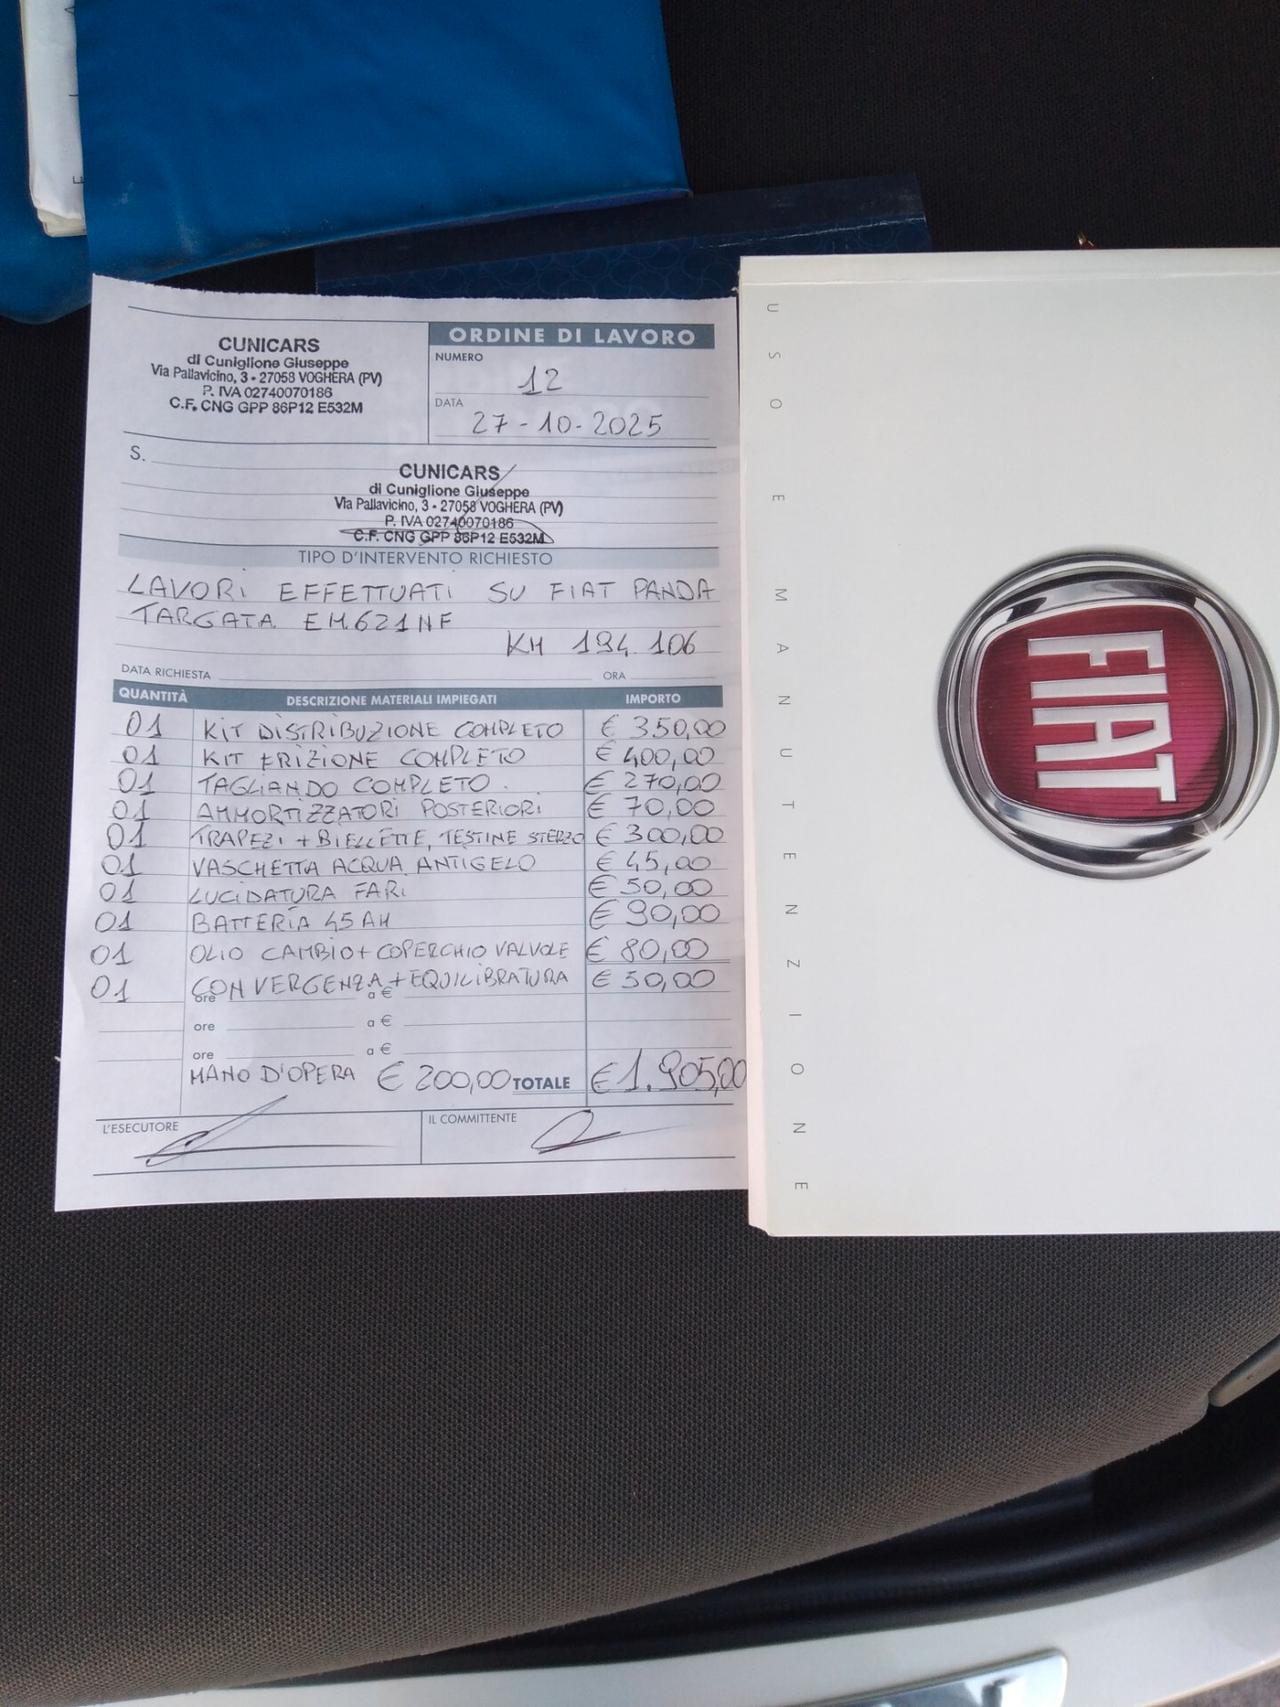 CUNICARS
di Cuniglione Giuseppe
Via Pallavicino, 3 - 27058 VOGHERA (PV)
P. IVA 02740070186
C.F. CNG GPP 86P12 E532M
ORDINE DI LAVORO
NUMERO
12
DATA
27-10-2025
S.
CUNICARS
di Cuniglione Giuseppe
Via Pallavicino, 3 - 27058 VOGHERA (PV)
P. IVA 02740070186
C.F. CNG GPP 86P12 E532M
TIPO D'INTERVENTO RICHIESTO
LAVORI EFFETTUATI SU FIAT PANDA
TARGATA EM621NF
KM 194.106
DATA RICHIESTA ORA
QUANTITÀ DESCRIZIONE MATERIALI IMPIEGATI IMPORTO
01 KIT DISTRIBUZIONE COMPLETO € 350,00
01 KIT FRIZIONE COMPLETO € 400,00
01 TAGLIANDO COMPLETO. € 270,00
01 AMMORTIZZATORI POSTERIORI € 70,00
01 TRAPEZI + BIELLETTE, TESTINE STERZO € 300,00
01 VASCHETTA ACQUA ANTIGELO € 45,00
01 LUCIDATURA FARI € 50,00
01 BATTERIA 45AH € 90,00
01 OLIO CAMBIO + COPERCHIO VALVOLE € 80,00
01 CONVERGENZA + EQUILIBRATURA € 50,00
ore a €
ore a €
ore a €
MANO D'OPERA € 200,00 TOTALE € 1.905,00
L'ESECUTORE IL COMMITTENTE
USO E MANUTENZIONE
FIAT